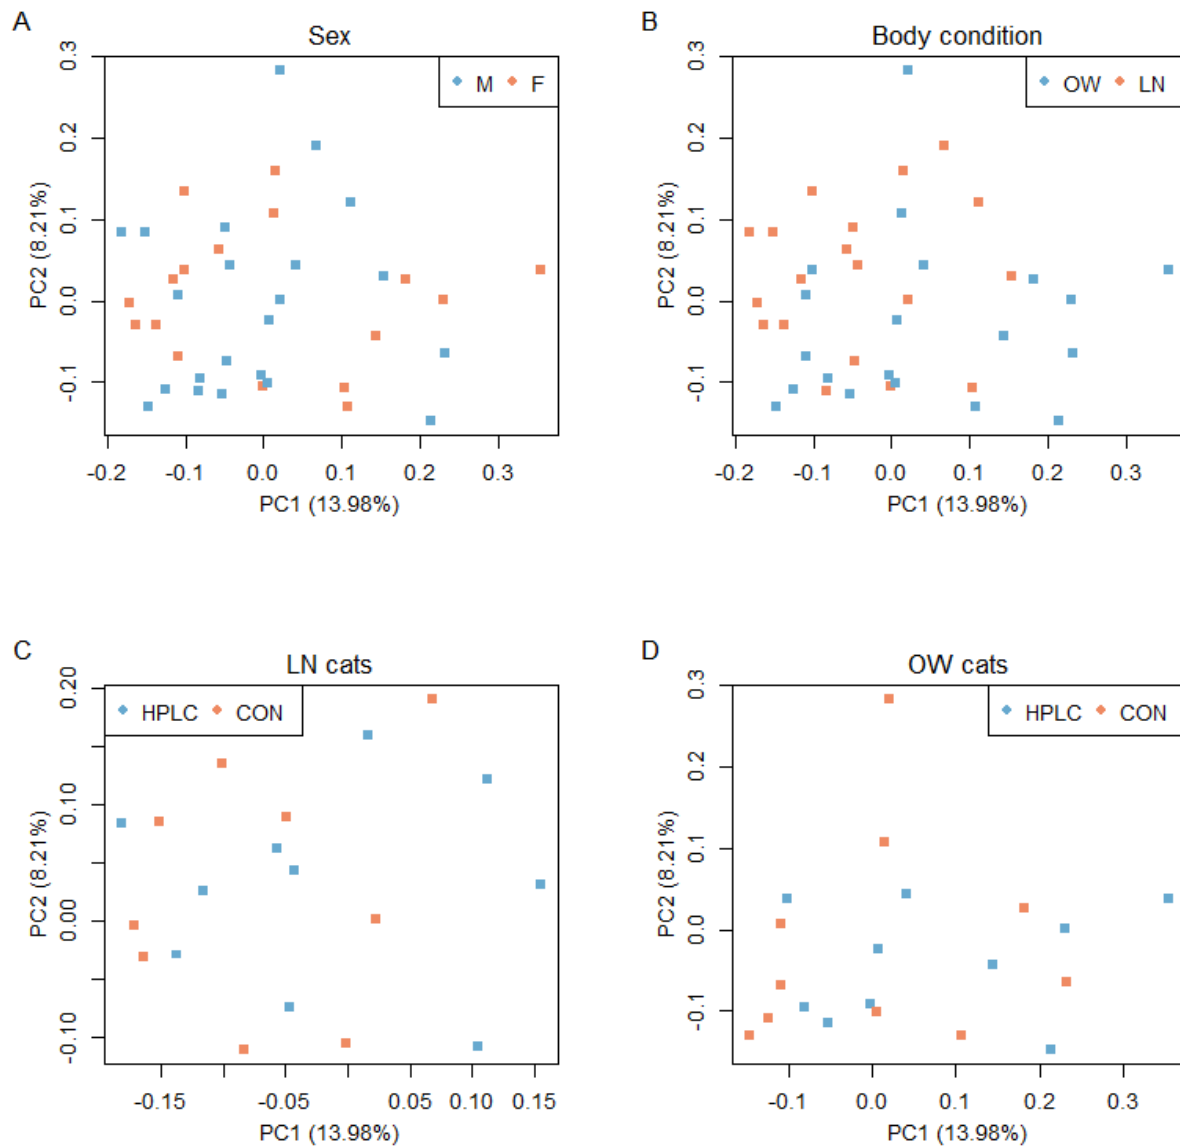 A
Sex
M F
PC2 (8.21%)
0.3
0.2
0.1
0.0
-0.1
-0.2 -0.1 0.0 0.1 0.2 0.3
PC1 (13.98%)
B
Body condition
OW LN
PC2 (8.21%)
0.3
0.2
0.1
0.0
-0.1
-0.2 -0.1 0.0 0.1 0.2 0.3
PC1 (13.98%)
C
LN cats
HPLC CON
PC2 (8.21%)
0.20
0.10
0.00
-0.10
-0.15 -0.05 0.05 0.10 0.15
PC1 (13.98%)
D
OW cats
HPLC CON
PC2 (8.21%)
0.3
0.2
0.1
0.0
-0.1
-0.1 0.0 0.1 0.2 0.3
PC1 (13.98%)